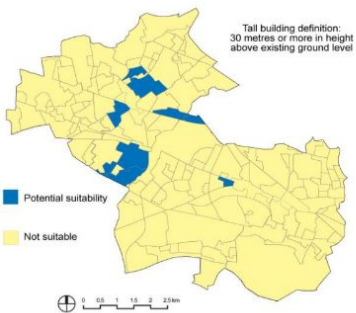 Tall building definition:
30 metres or more in height
above existing ground level
Potential suitability
Not suitable
0 0.5 1 1.5 2 2.5 km